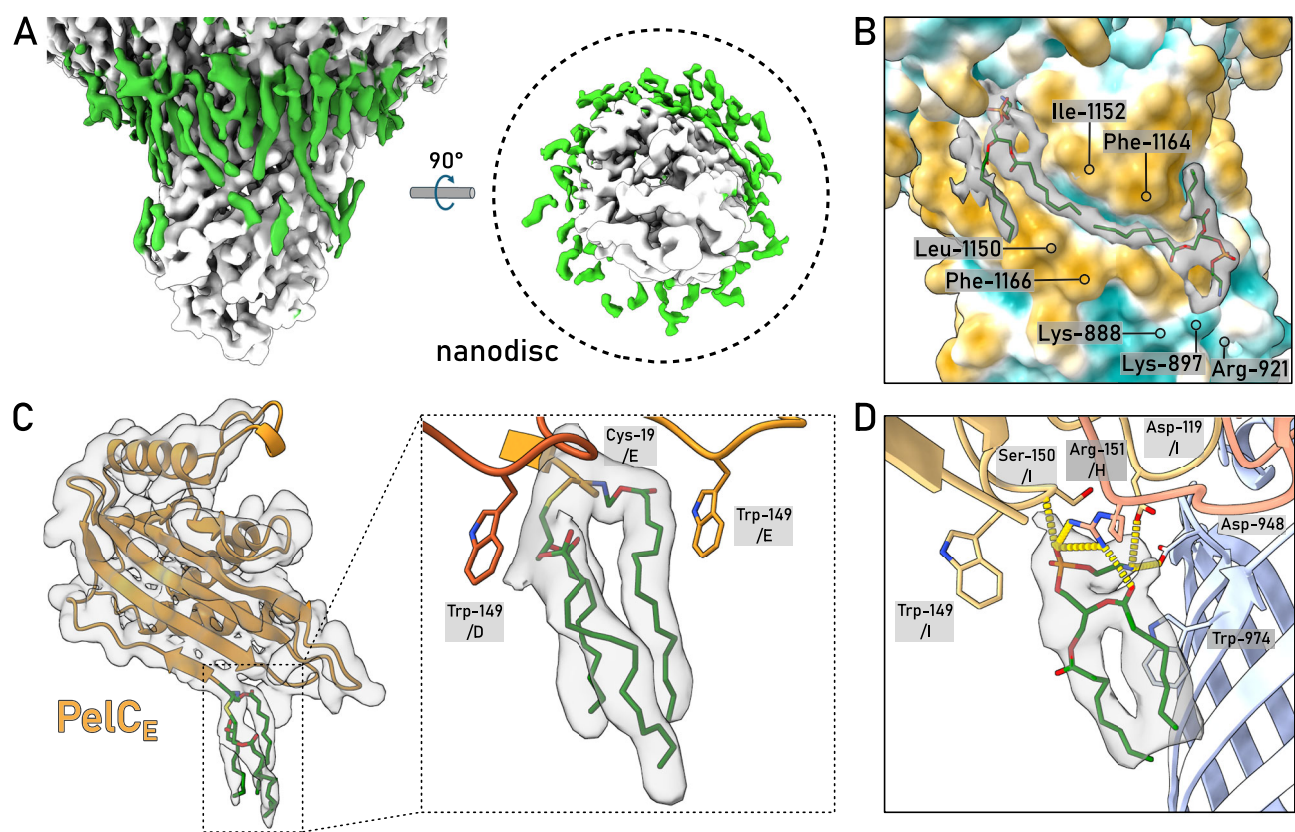 A
90°
nanodisc
B
Ile-1152
Phe-1164
Leu-1150
Phe-1166
Lys-888
Lys-897
Arg-921
C
PelCE
Cys-19
/E
Trp-149
/E
Trp-149
/D
D
Asp-119
/I
Ser-150
/I
Arg-151
/H
Asp-948
Trp-149
/I
Trp-974